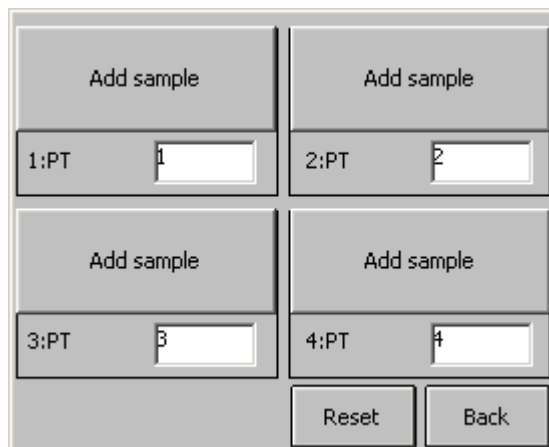 Add sample Add sample
1:PT 1 2:PT 2
Add sample Add sample
3:PT 3 4:PT 4
Reset Back